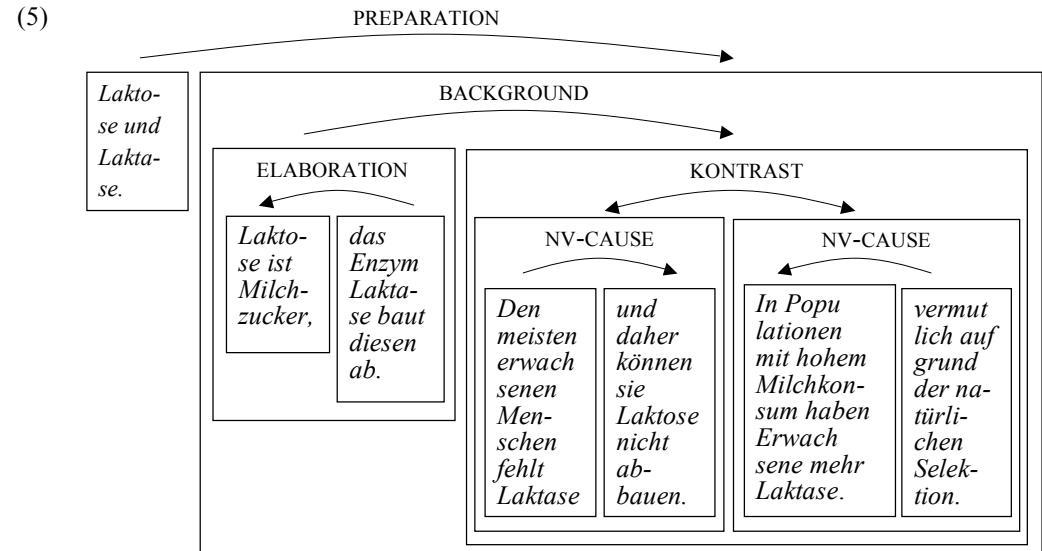 (5)
PREPARATION
Lakto-
se und
Lakta-
se.
BACKGROUND
ELABORATION
Lakto-
se ist
Milch-
zucker,
das
Enzym
Lakta-
se baut
diesen
ab.
KONTRAST
NV-CAUSE
Den
meisten
erwach
senen
Men-
schen
fehlt
Laktase
und
daher
können
sie
Laktose
nicht
ab-
bauen.
NV-CAUSE
In Popu
lationen
mit hohem
Milchkon-
sum haben
Erwach
sene mehr
Laktase.
vermut
lich auf
grund
der na-
türli-
chen
Selek-
tion.